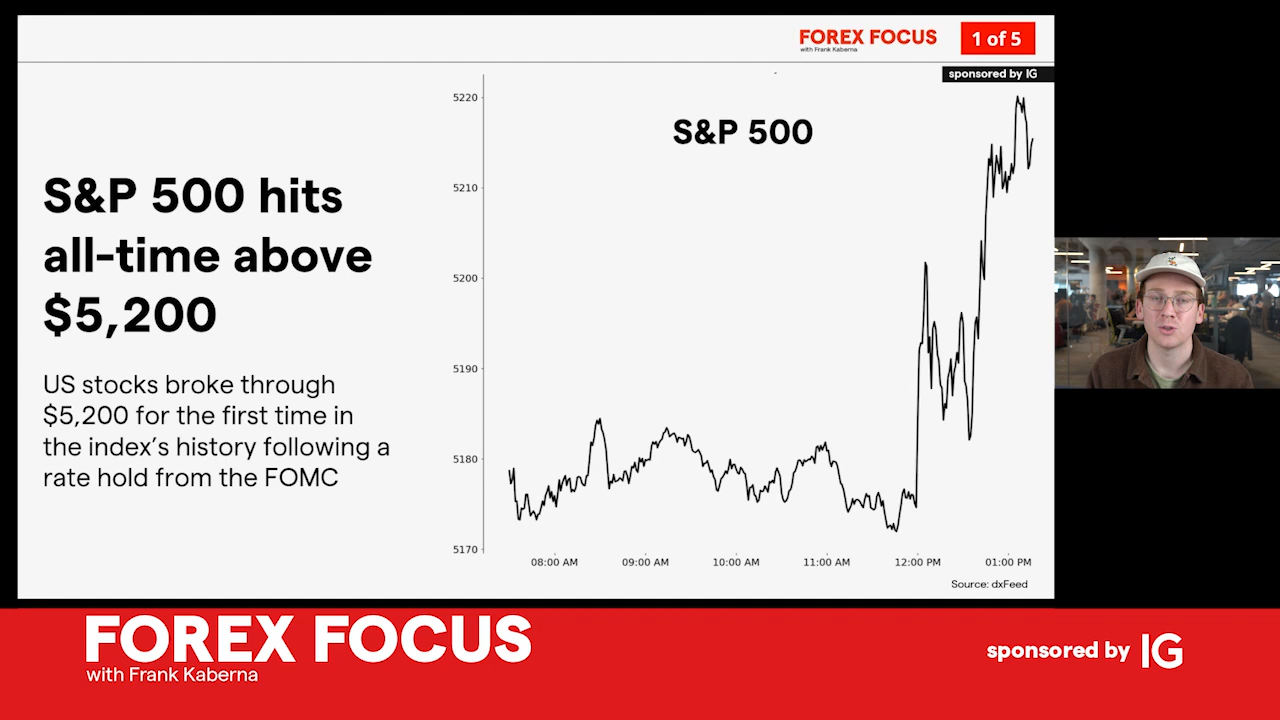 FOREX FOCUS
with Frank Kaberna
1 of 5
sponsored by IG
S&P 500
S&P 500 hits
all-time above
$5,200
US stocks broke through
$5,200 for the first time in
the index's history following a
rate hold from the FOMC
5220
5210
5200
5190
5180
5170
08:00 AM 09:00 AM 10:00 AM 11:00 AM 12:00 PM 01:00 PM
Source: dxFeed
FOREX FOCUS
with Frank Kaberna
sponsored by IG